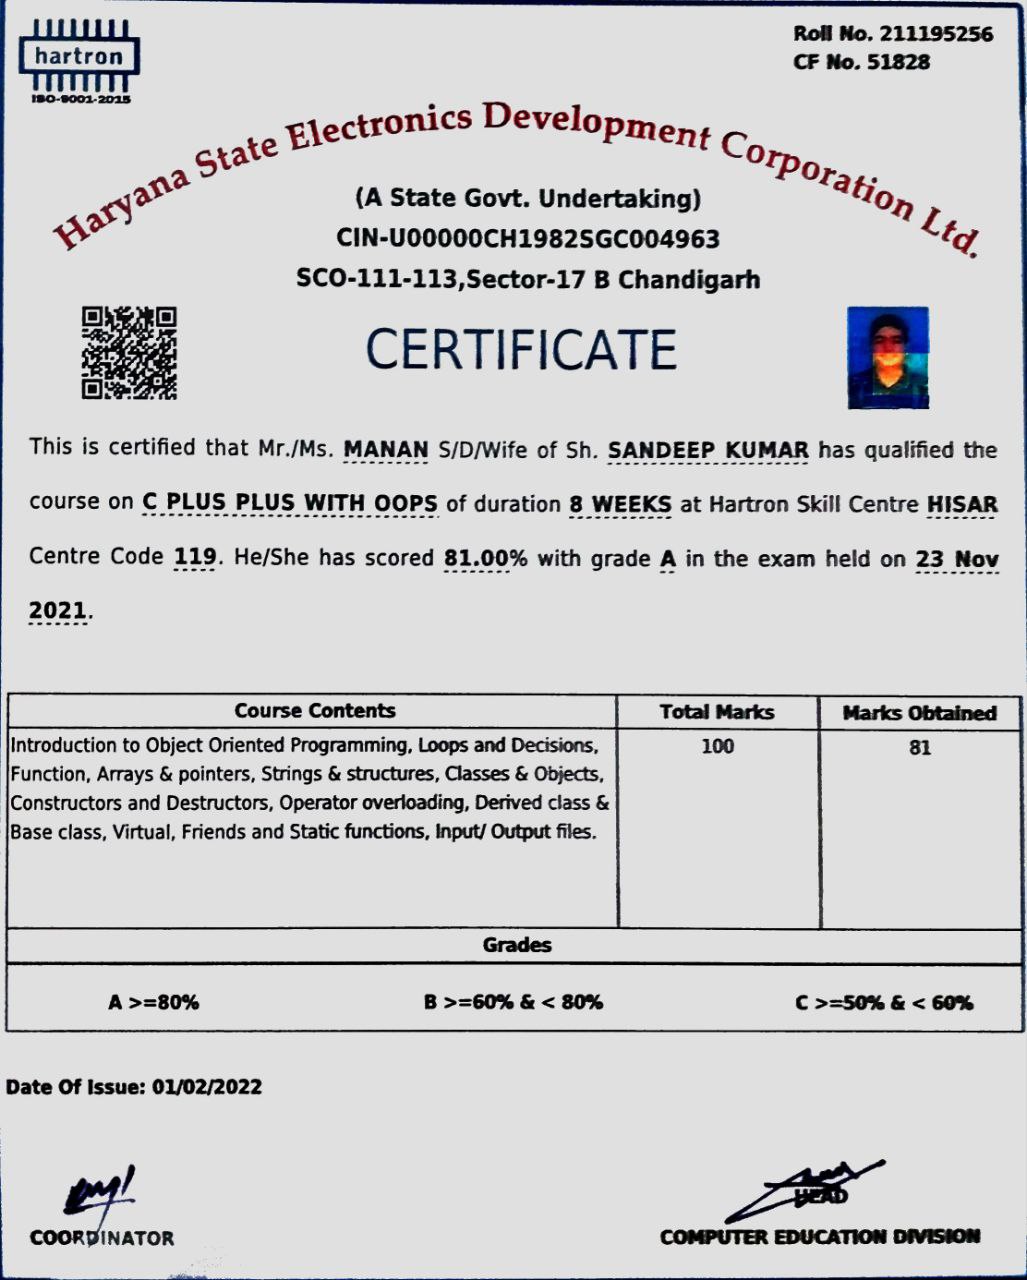 hartron
ISO-9001-2015
Roll No. 211195256
CF No. 51828
Haryana State Electronics Development Corporation Ltd.
(A State Govt. Undertaking)
CIN-U00000CH1982SGC004963
SCO-111-113,Sector-17 B Chandigarh
CERTIFICATE
This is certified that Mr./Ms. MANAN S/D/Wife of Sh. SANDEEP KUMAR has qualified the
course on C PLUS PLUS WITH OOPS of duration 8 WEEKS at Hartron Skill Centre HISAR
Centre Code 119. He/She has scored 81.00% with grade A in the exam held on 23 Nov
2021.
Course Contents Total Marks Marks Obtained
Introduction to Object Oriented Programming, Loops and Decisions, 100 81
Function, Arrays & pointers, Strings & structures, Classes & Objects,
Constructors and Destructors, Operator overloading, Derived class &
Base class, Virtual, Friends and Static functions, Input/ Output files.
Grades
A >=80% B >=60% & < 80% C >=50% & < 60%
Date Of Issue: 01/02/2022
HEAD
COORDINATOR COMPUTER EDUCATION DIVISION